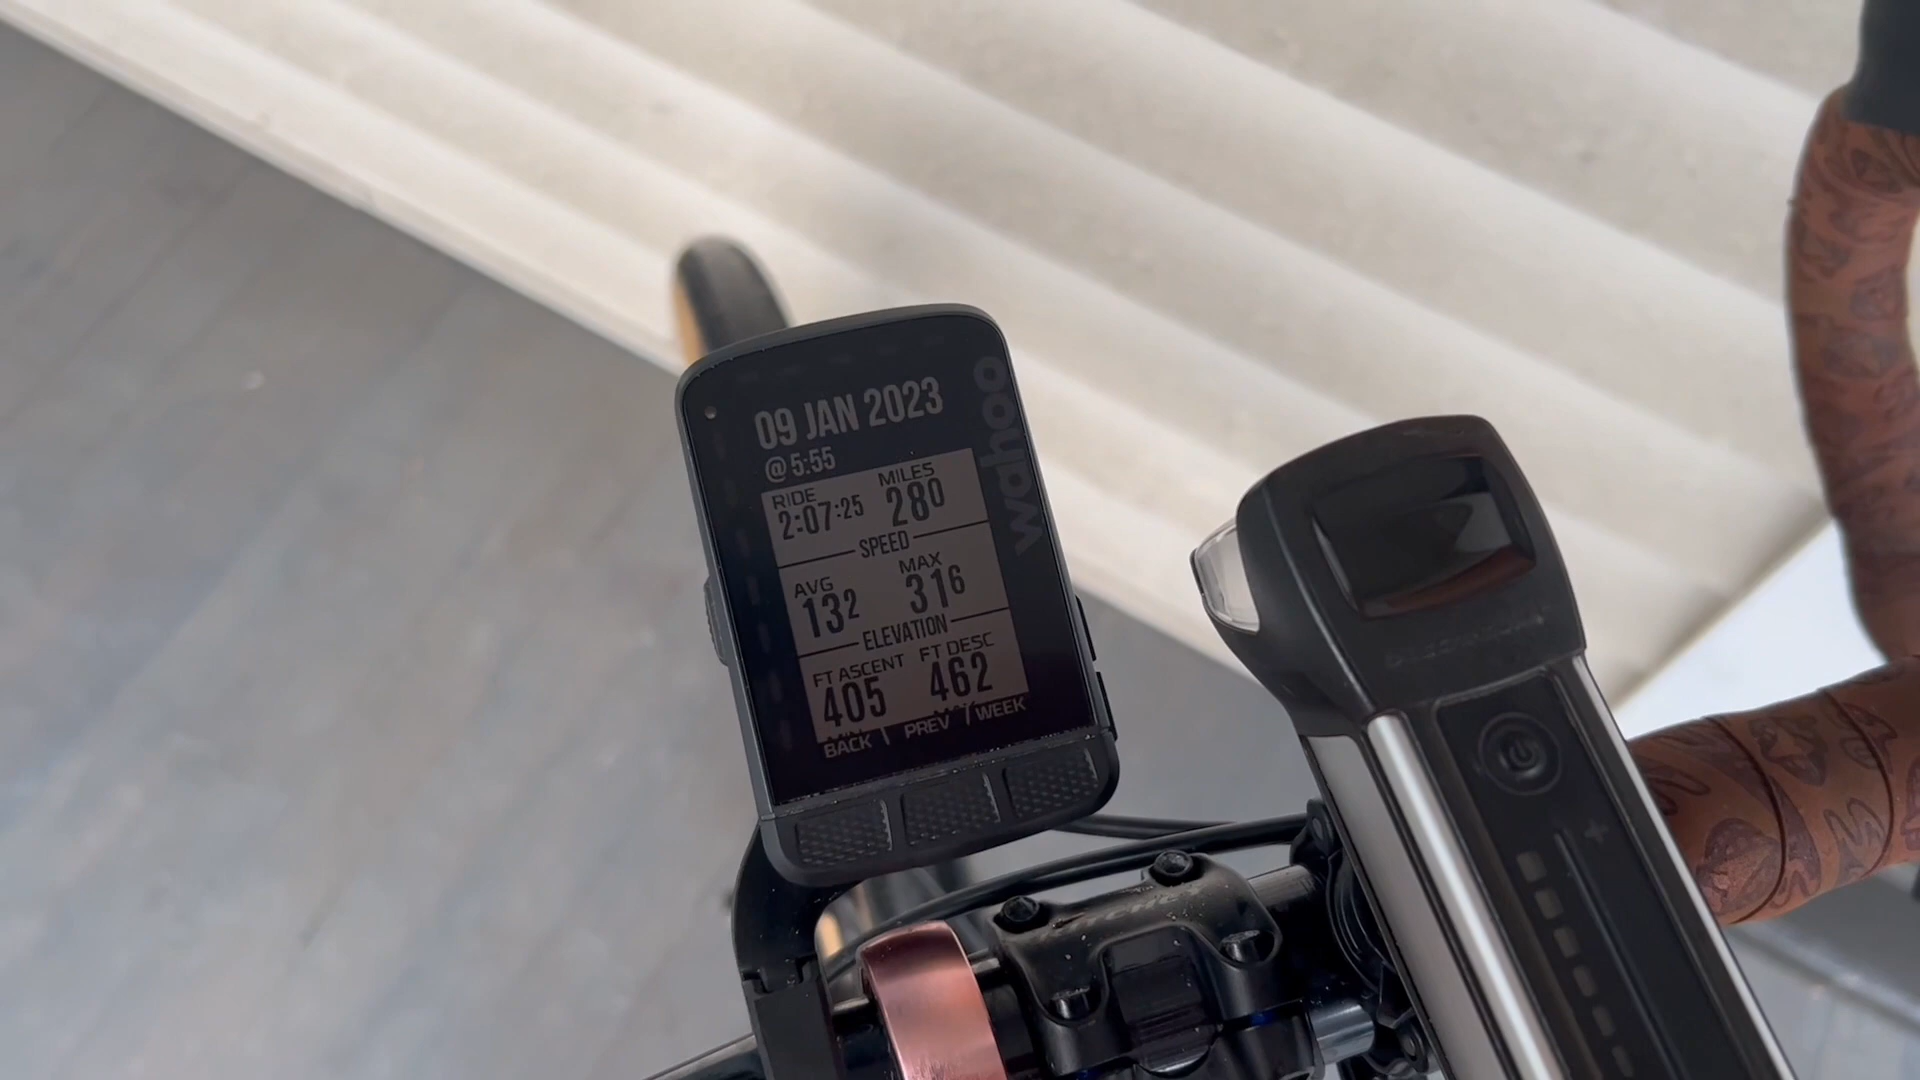 09 JAN 2023
@ 5:55
wahoo
RIDE MILES
2:07:25 280
SPEED
AVG MAX
132 316
ELEVATION
FT ASCENT FT DESC
405 462
BACK PREV WEEK